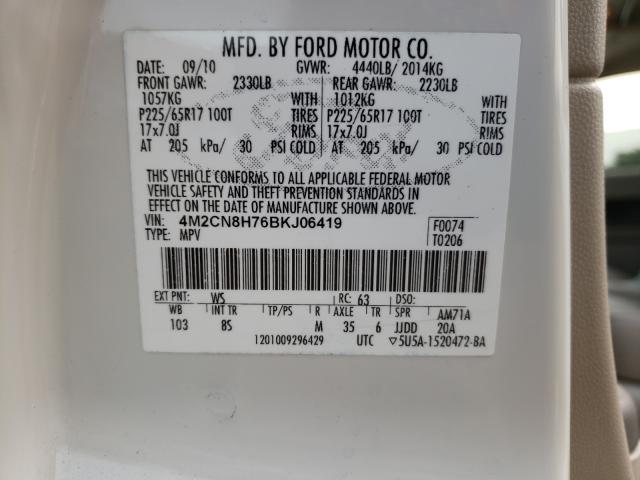 MFD. BY FORD MOTOR CO.
DATE: 09/10 GVWR: 4440LB/ 2014KG
FRONT GAWR: 2330LB REAR GAWR: 2230LB
1057KG WITH 1012KG WITH
P225/65R17 100T TIRES P225/65R17 100T TIRES
17x7.0J RIMS 17x7.0J RIMS
AT 205 kPa/ 30 PSI COLD AT 205 kPa/ 30 PSI COLD
THIS VEHICLE CONFORMS TO ALL APPLICABLE FEDERAL MOTOR
VEHICLE SAFETY AND THEFT PREVENTION STANDARDS IN
EFFECT ON THE DATE OF MANUFACTURE SHOWN ABOVE.
VIN: 4M2CN8H76BKJ06419 F0074
TYPE: MPV T0206
EXT PNT: WS RC: 63 DSO:
WB INT TR TP/PS R AXLE TR SPR AM71A
103 8S M 35 6 JJDD 20A
1201009296429 UTC ▽5U5A-1520472-BA